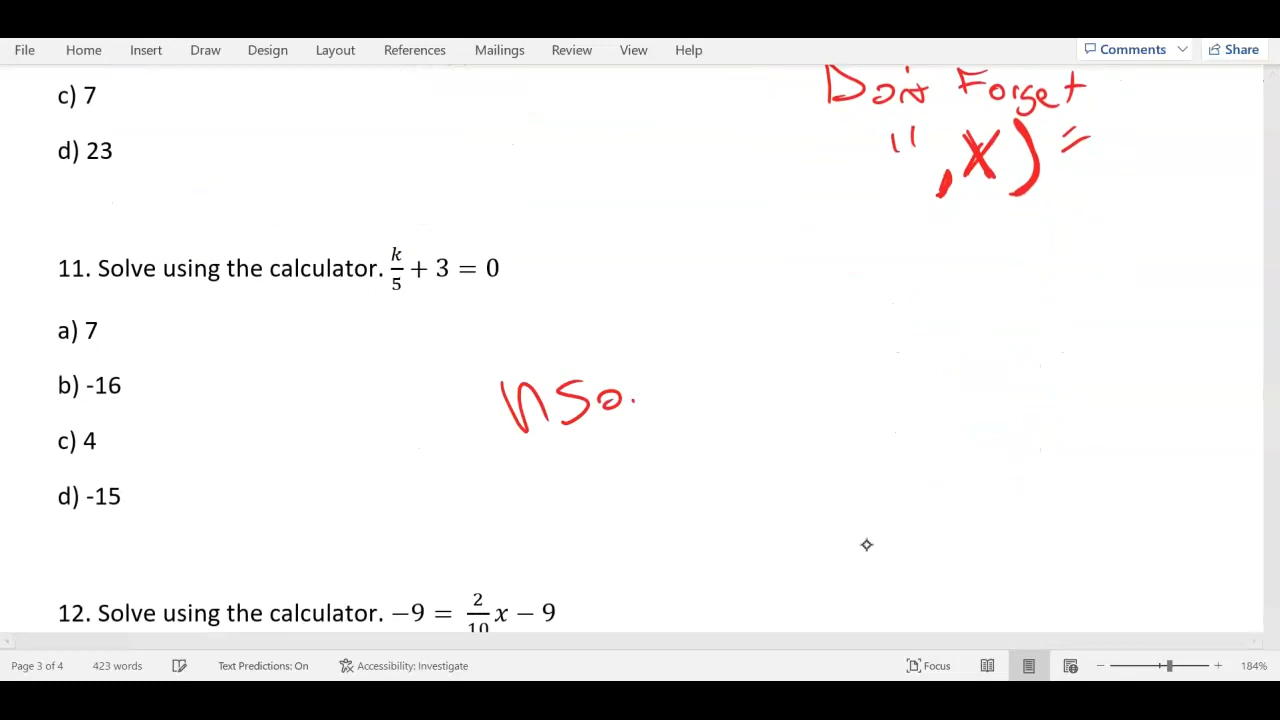 File Home Insert Draw Design Layout References Mailings Review View Help Comments Share
c) 7
Don't Forget
d) 23
" ,X) =
11. Solve using the calculator. k/5 + 3 = 0
a) 7
b) -16
nSo.
c) 4
d) -15
12. Solve using the calculator. −9 = 2/10 x − 9
Page 3 of 4 423 words Text Predictions: On Accessibility: Investigate Focus 184%